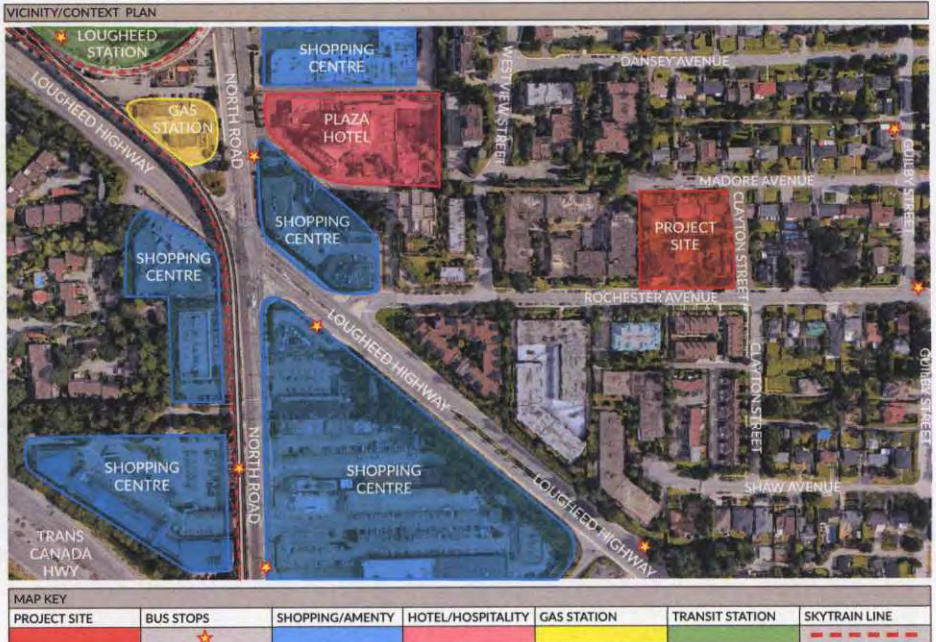 VICINITY/CONTEXT PLAN
LOUGHEED
STATION
SHOPPING
CENTRE
DANSEY AVENUE
WESTVIEW STREET
LOUGHEED HIGHWAY
NORTH ROAD
GAS
STATION
PLAZA
HOTEL
GUILBY STREET
MADORE AVENUE
SHOPPING
CENTRE
CLAYTON STREET
PROJECT
SITE
SHOPPING
CENTRE
ROCHESTER AVENUE
LOUGHEED HIGHWAY
CLAYTON STREET
GUILBY STREET
NORTH ROAD
SHOPPING
CENTRE
SHOPPING
CENTRE
LOUGHEED HIGHWAY
SHAW AVENUE
TRANS
CANADA
HWY
MAP KEY
PROJECT SITE
BUS STOPS
SHOPPING/AMENTY
HOTEL/HOSPITALITY
GAS STATION
TRANSIT STATION
SKYTRAIN LINE